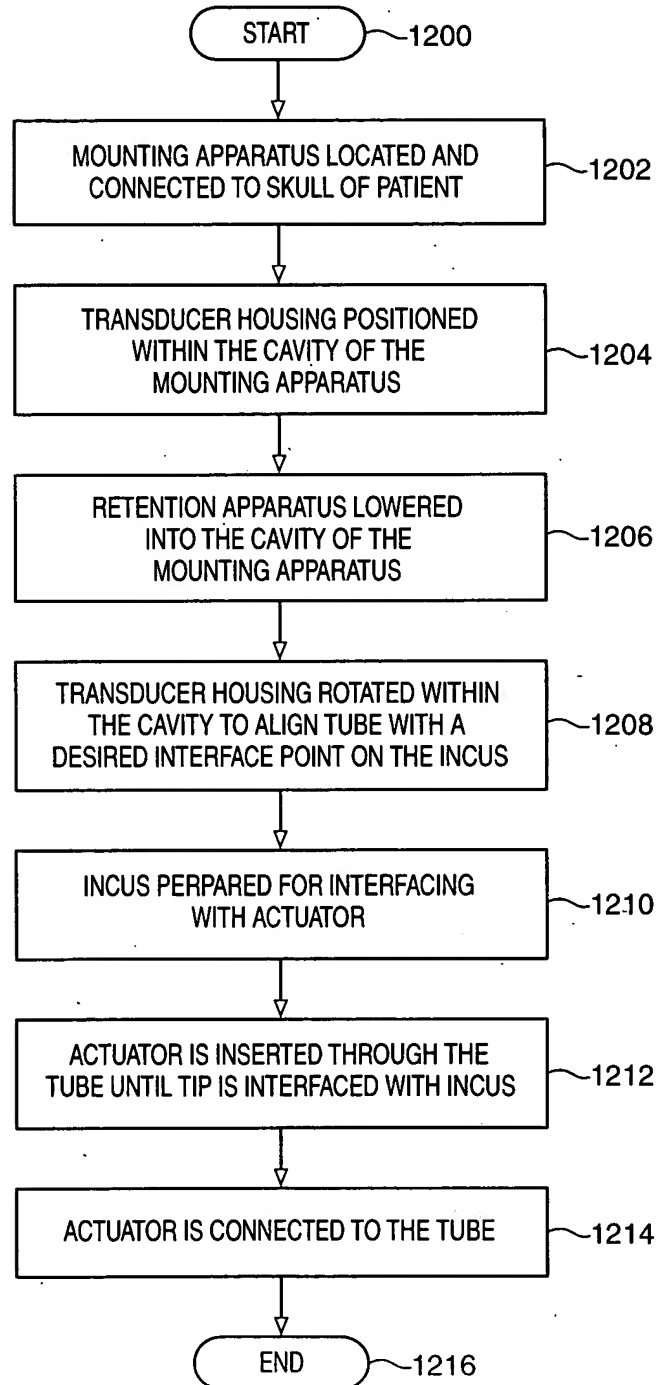 START
1200
MOUNTING APPARATUS LOCATED AND
CONNECTED TO SKULL OF PATIENT
1202
TRANSDUCER HOUSING POSITIONED
WITHIN THE CAVITY OF THE
MOUNTING APPARATUS
1204
RETENTION APPARATUS LOWERED
INTO THE CAVITY OF THE
MOUNTING APPARATUS
1206
TRANSDUCER HOUSING ROTATED WITHIN
THE CAVITY TO ALIGN TUBE WITH A
DESIRED INTERFACE POINT ON THE INCUS
1208
INCUS PERPARED FOR INTERFACING
WITH ACTUATOR
1210
ACTUATOR IS INSERTED THROUGH THE
TUBE UNTIL TIP IS INTERFACED WITH INCUS
1212
ACTUATOR IS CONNECTED TO THE TUBE
1214
END
1216